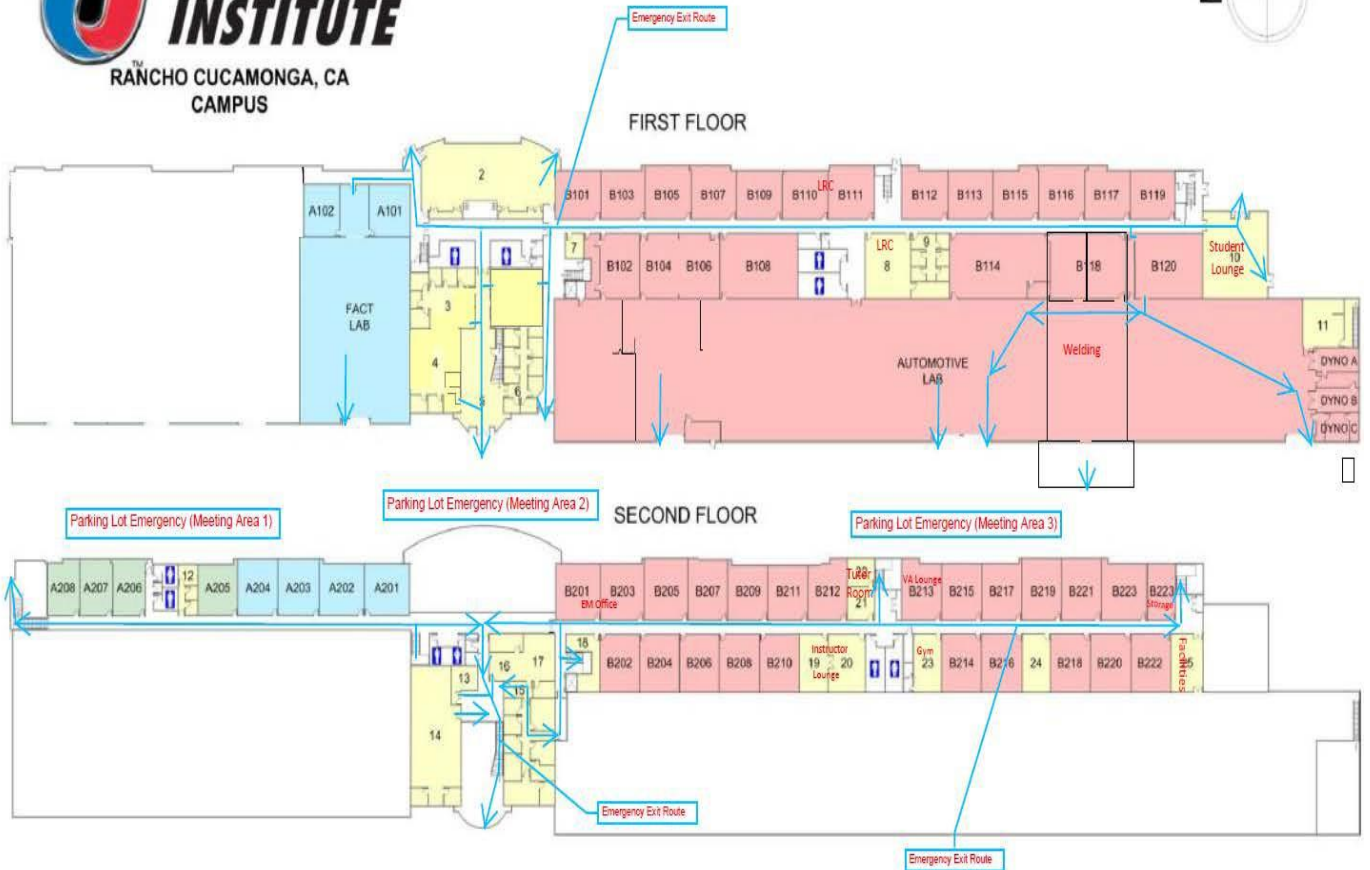 INSTITUTE
TM
RANCHO CUCAMONGA, CA
CAMPUS
Emergency Exit Route
FIRST FLOOR
2
B101 B103 B105 B107 B109 B110 LRC B111 B112 B113 B115 B116 B117 B119
A102 A101
7 B102 B104 B106 B108 LRC 8 9 B114 B118 B120 Student
Lounge
10
3
FACT
LAB
4
5
6
AUTOMOTIVE
LAB
Welding
11
DYNO A
DYNO B
DYNO C
Parking Lot Emergency (Meeting Area 1)
Parking Lot Emergency (Meeting Area 2)
SECOND FLOOR
Parking Lot Emergency (Meeting Area 3)
A208 A207 A206 12 A205 A204 A203 A202 A201
B201 B203 B205 B207 B209 B211 B212
EM Office
Tutor
Room
21
VA Lounge
B213 B215 B217 B219 B221 B223 B223
Storage
13 16 17 18 B202 B204 B206 B208 B210
Instructor
19 20
Lounge
Gym
23 B214 B216 24 B218 B220 B222
Facilities
14
15
Emergency Exit Route
Emergency Exit Route